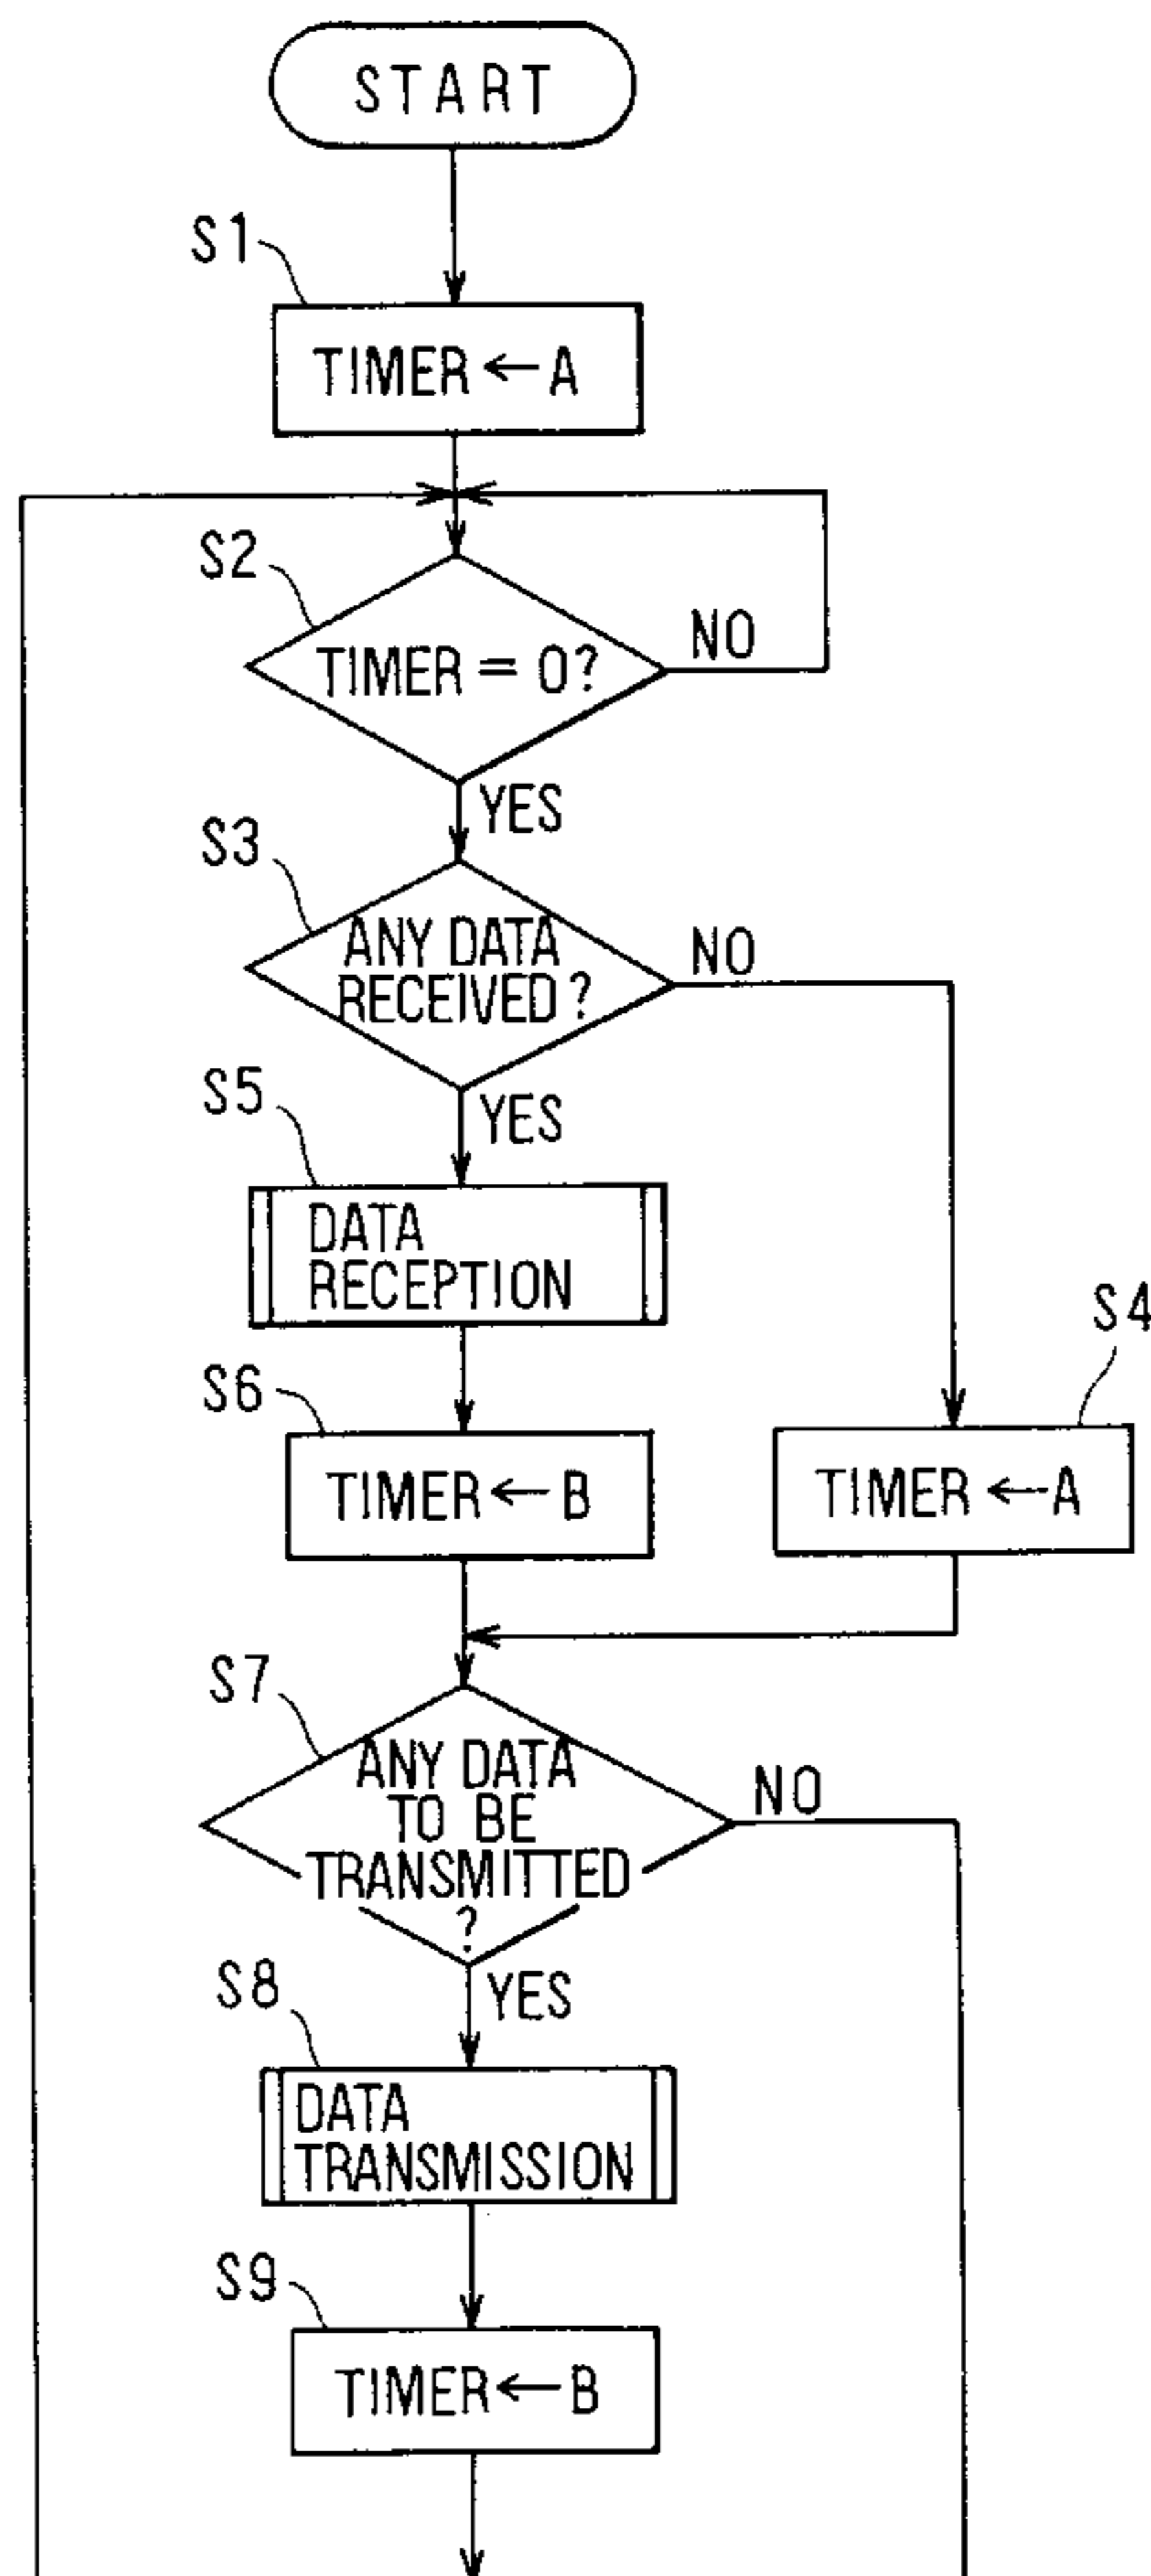 START
S1
TIMER ← A
S2
TIMER = 0?
NO
YES
S3
ANY DATA
RECEIVED?
NO
YES
S5
DATA
RECEPTION
S4
S6
TIMER ← B
TIMER ← A
S7
ANY DATA
TO BE
TRANSMITTED
?
NO
YES
S8
DATA
TRANSMISSION
S9
TIMER ← B